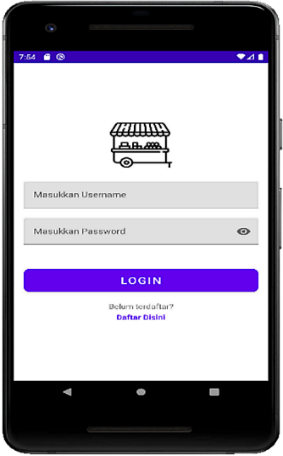 7:54
Masukkan Username
Masukkan Password
LOGIN
Belum terdaftar?
Daftar Disini